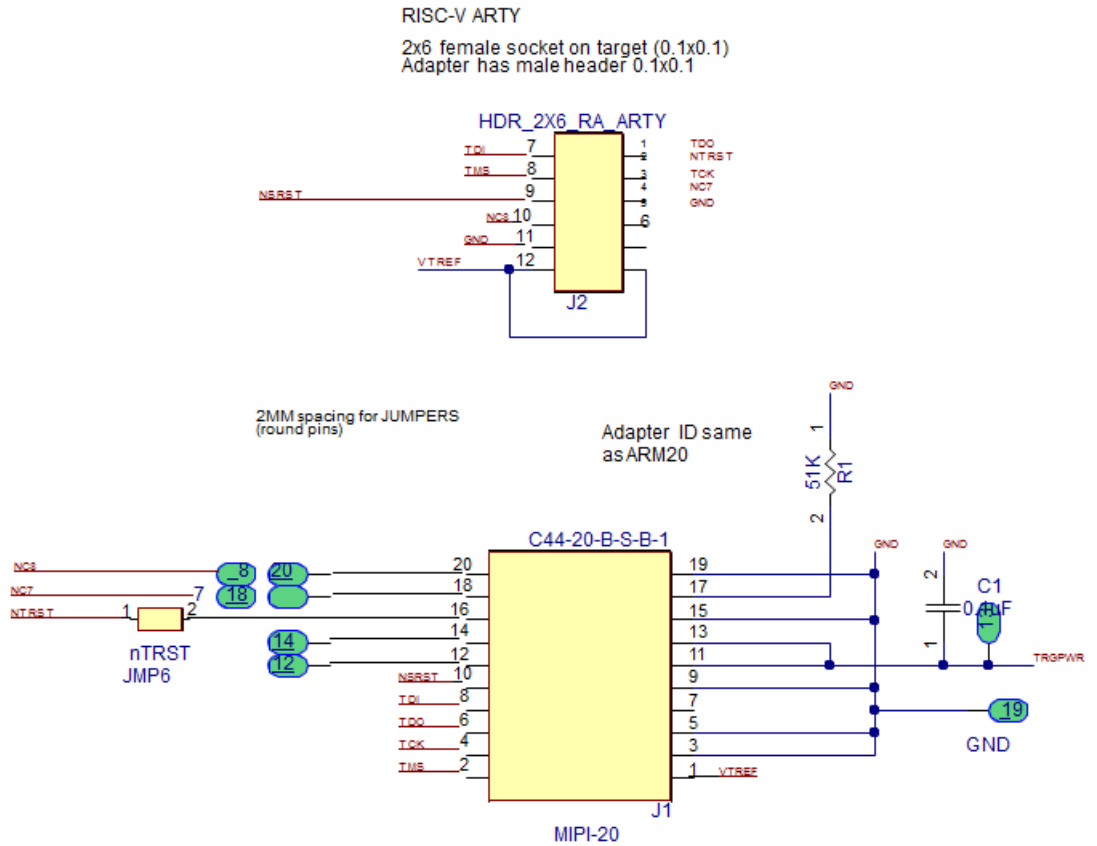 RISC-V ARTY
2x6 female socket on target (0.1x0.1)
Adapter has male header 0.1x0.1
HDR_2X6_RA_ARTY
TDI 7 1 TDO
TMS 8 2 NTRST
NSRST 9 3 TCK
NC8 10 4 NC7
GND 11 5 GND
VTREF 12 6
J2
2MM spacing for JUMPERS
(round pins)
Adapter ID same
as ARM20
GND
1
51K R1
2
C44-20-B-S-B-1
GND GND
NC8 _8 20 20 19
2 C1
NC7 7 18 18 17
0.1uF
NTRST 1 2 16 15
13
nTRST
JMP6
14 14 13
1
12 12 11 TRGPWR
NSRST 10 9
TDI 8 7
19
TDO 6 5
GND
TCK 4 3
TMS 2 1 VTREF
J1
MIPI-20